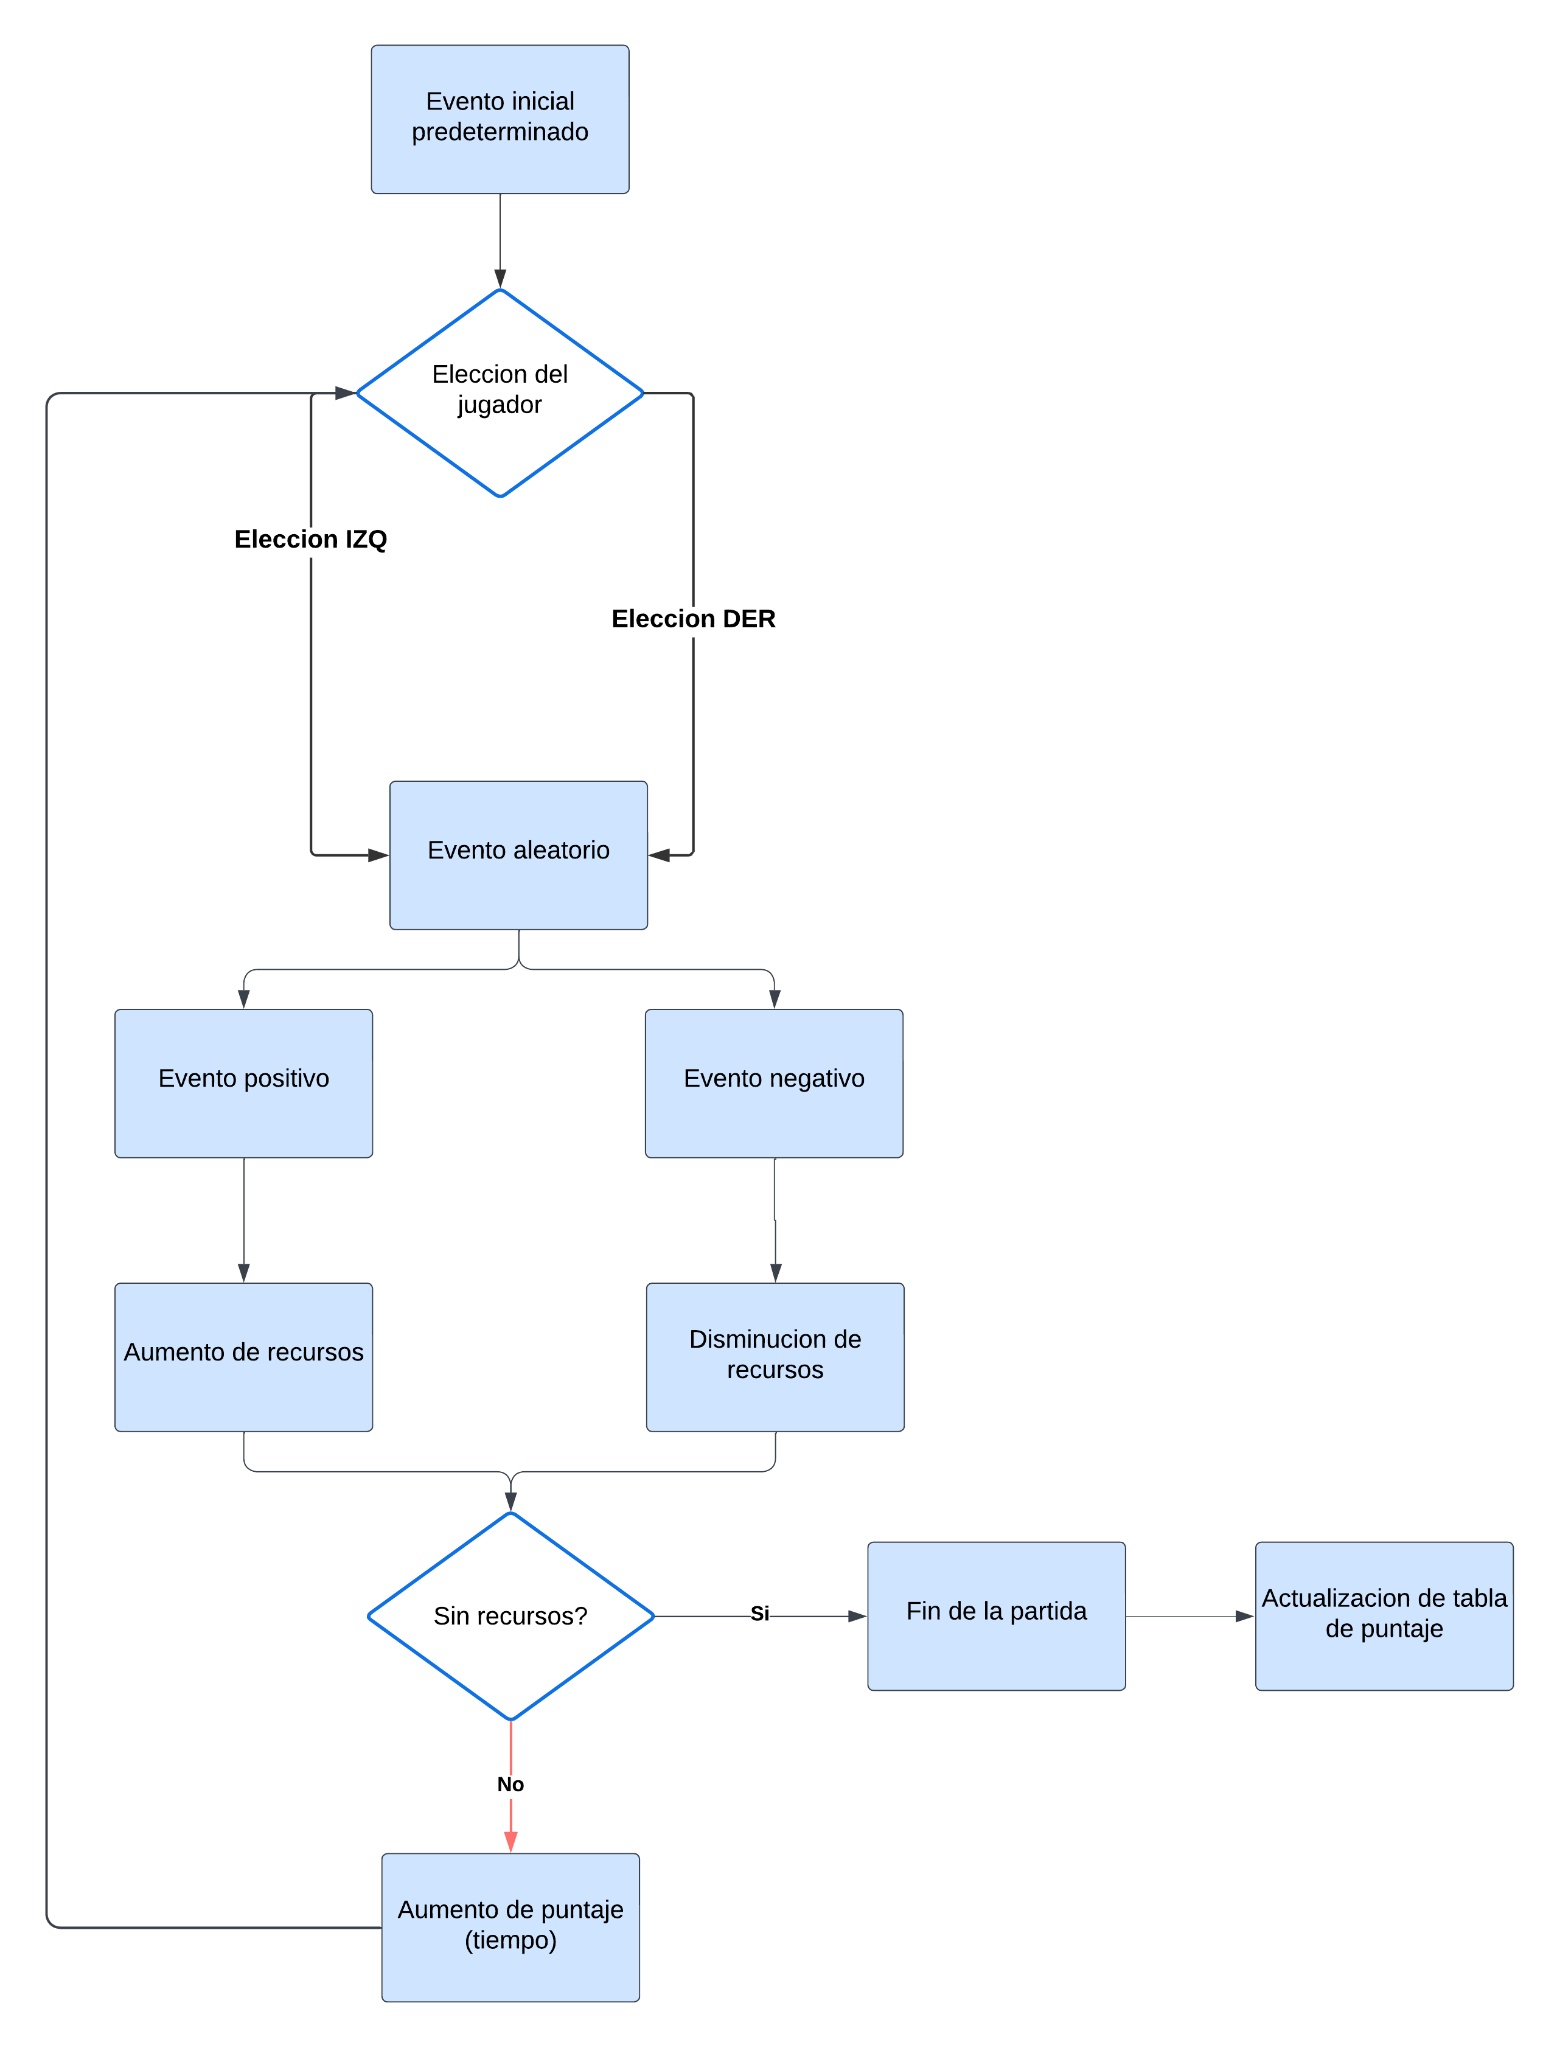 Evento inicial
predeterminado
Eleccion del
jugador
Eleccion IZQ
Eleccion DER
Evento aleatorio
Evento positivo
Evento negativo
Aumento de recursos
Disminucion de
recursos
Sin recursos?
Si
Fin de la partida
Actualizacion de tabla
de puntaje
No
Aumento de puntaje
(tiempo)